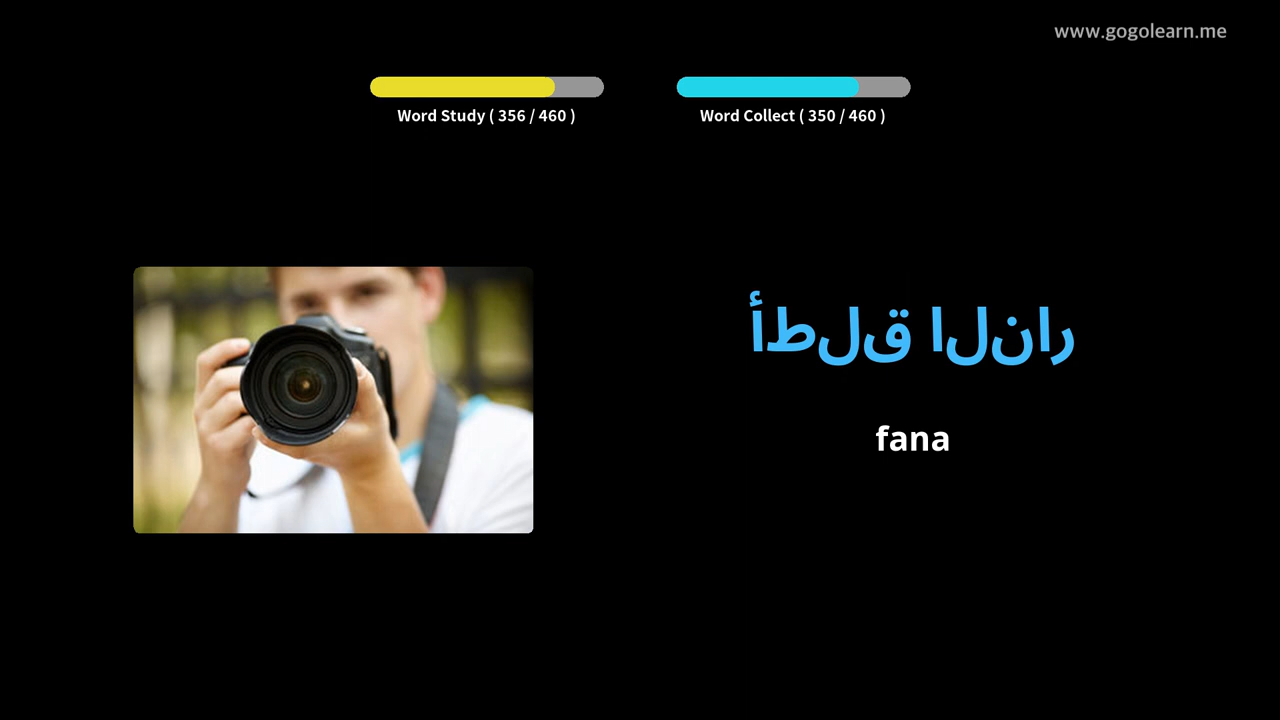 www.gogolearn.me
Word Study ( 356 / 460 )
Word Collect ( 350 / 460 )
أطلق النار
fana